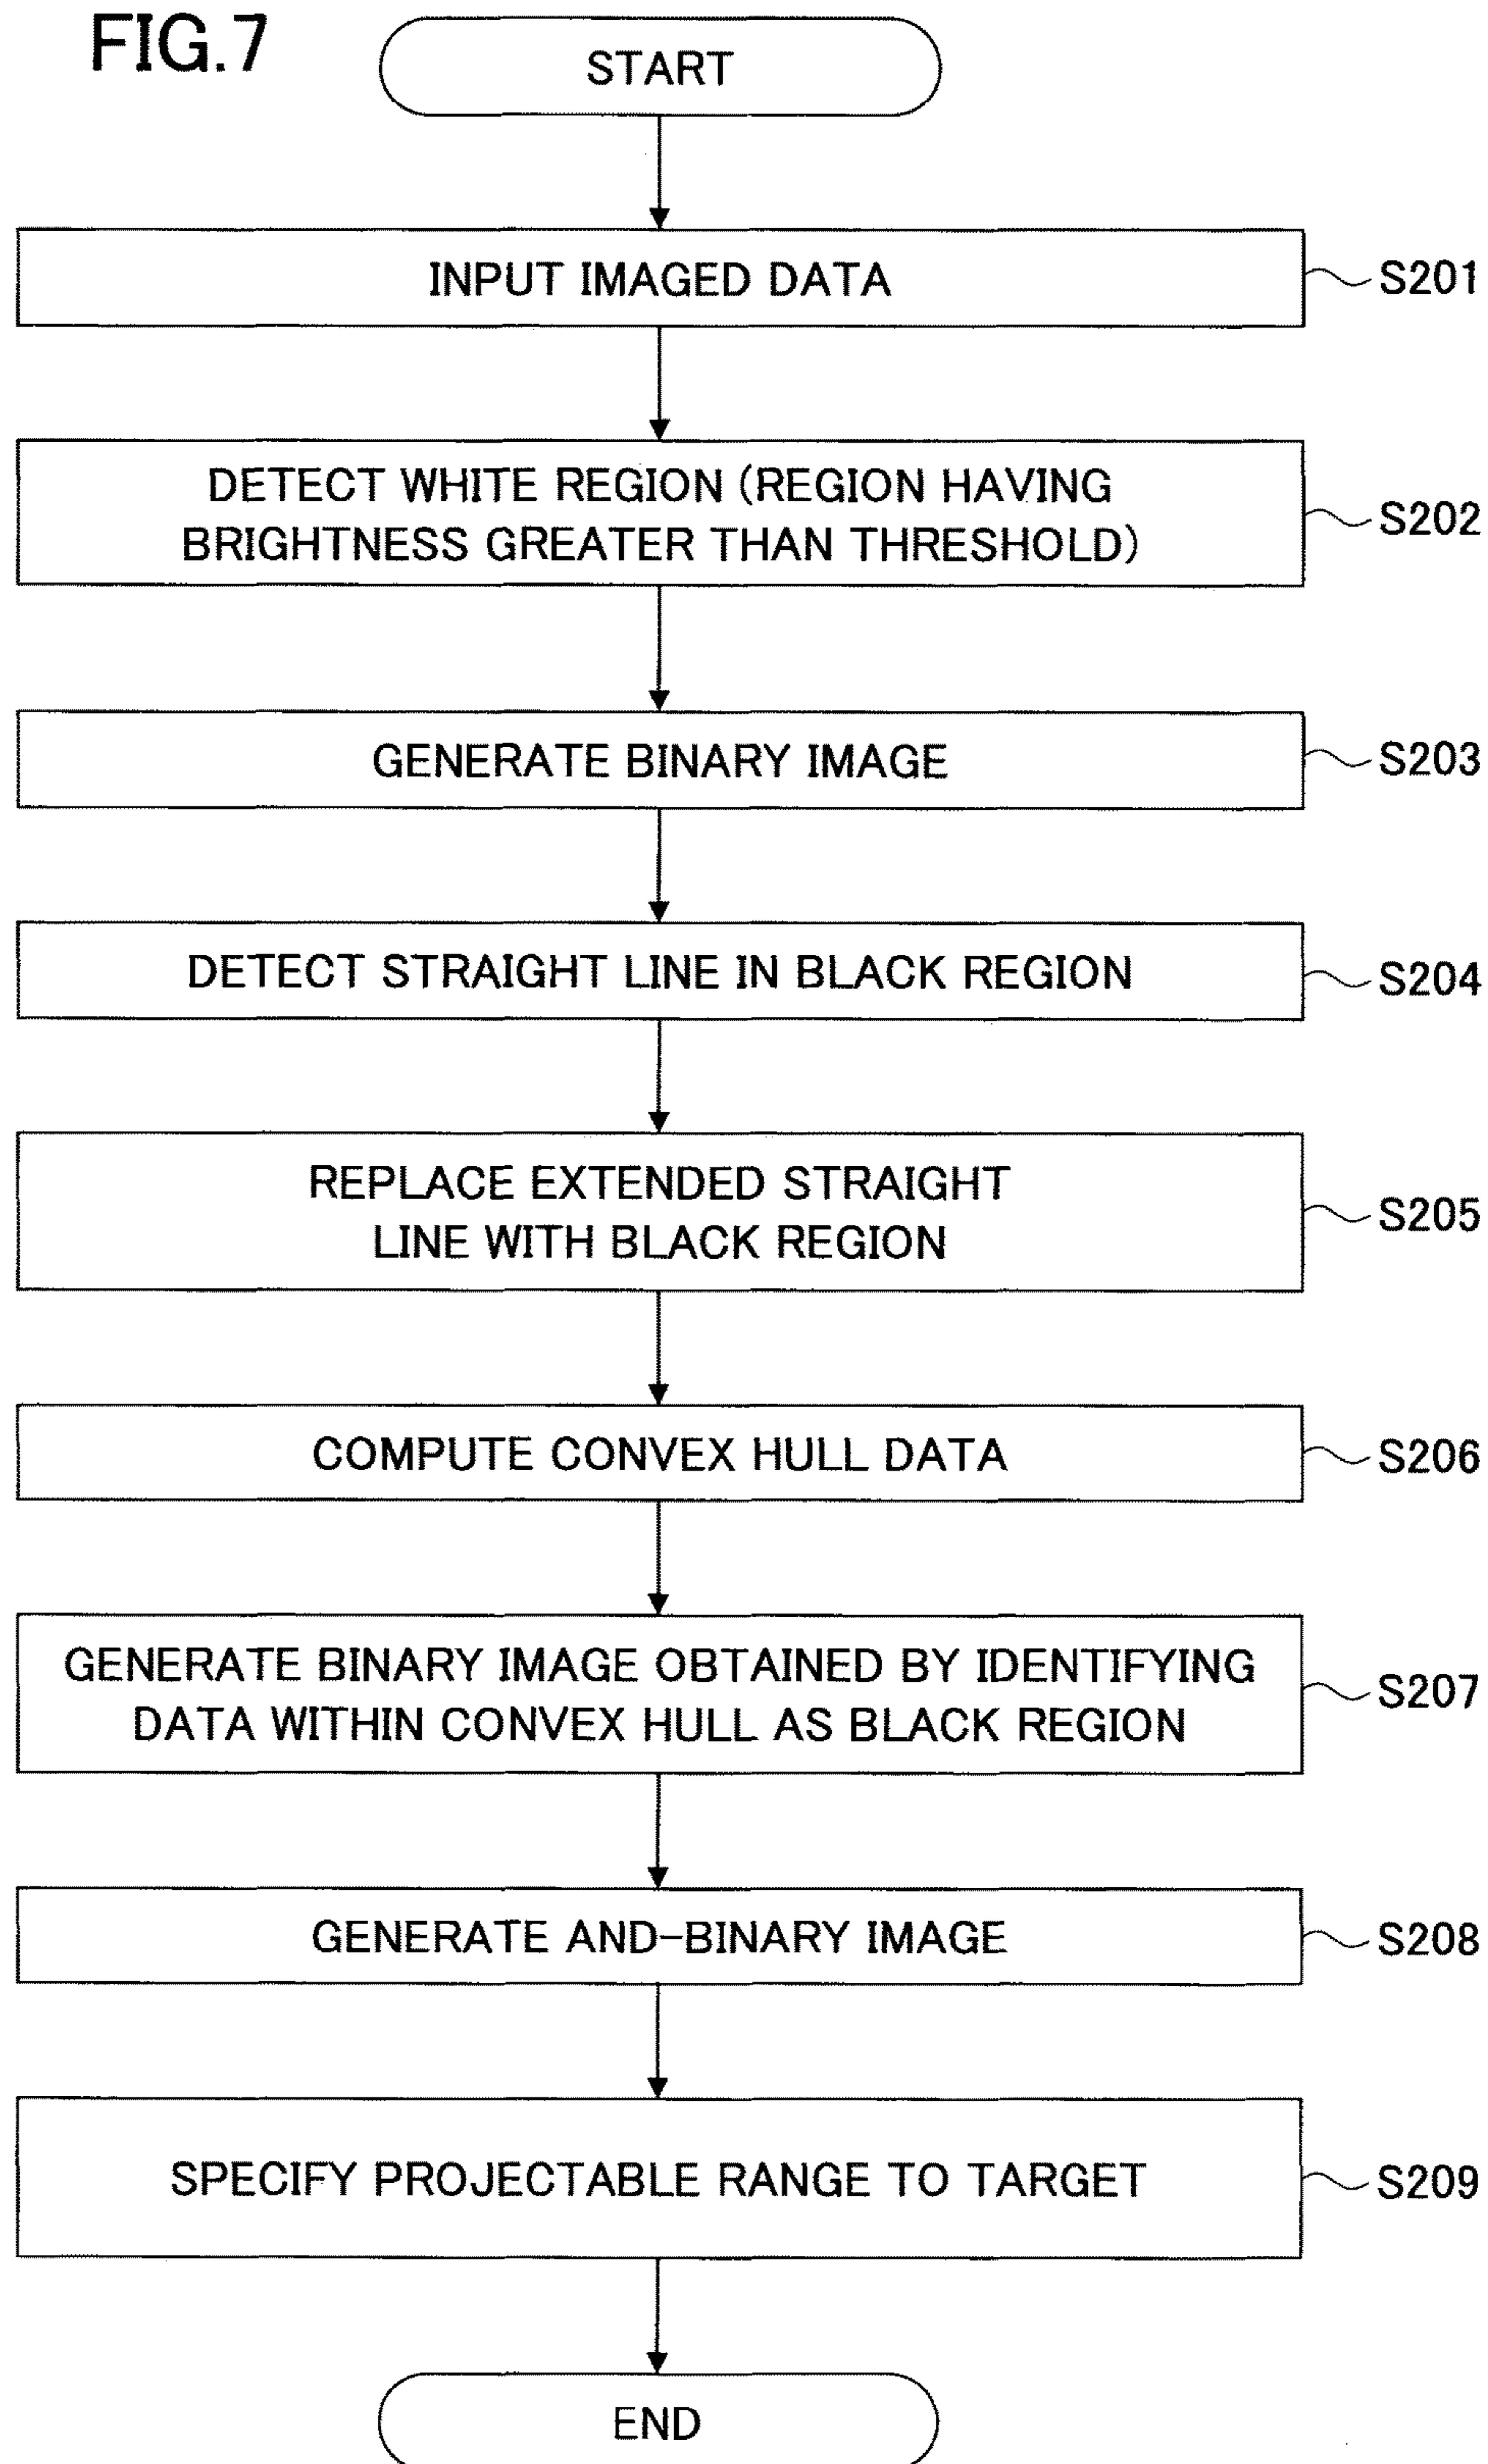 FIG.7
START
INPUT IMAGED DATA
S201
DETECT WHITE REGION (REGION HAVING
BRIGHTNESS GREATER THAN THRESHOLD)
S202
GENERATE BINARY IMAGE
S203
DETECT STRAIGHT LINE IN BLACK REGION
S204
REPLACE EXTENDED STRAIGHT
LINE WITH BLACK REGION
S205
COMPUTE CONVEX HULL DATA
S206
GENERATE BINARY IMAGE OBTAINED BY IDENTIFYING
DATA WITHIN CONVEX HULL AS BLACK REGION
S207
GENERATE AND-BINARY IMAGE
S208
SPECIFY PROJECTABLE RANGE TO TARGET
S209
END